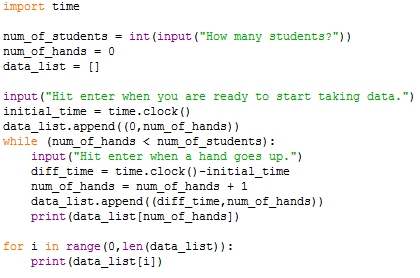 import time
num_of_students = int(input("How many students?"))
num_of_hands = 0
data_list = []
input("Hit enter when you are ready to start taking data.")
initial_time = time.clock()
data_list.append((0,num_of_hands))
while (num_of_hands < num_of_students):
    input("Hit enter when a hand goes up.")
    diff_time = time.clock()-initial_time
    num_of_hands = num_of_hands + 1
    data_list.append((diff_time,num_of_hands))
    print(data_list[num_of_hands])
for i in range(0,len(data_list)):
    print(data_list[i])